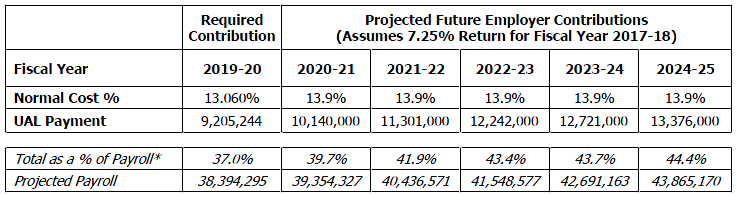 Required Contribution Projected Future Employer Contributions
(Assumes 7.25% Return for Fiscal Year 2017-18)
Fiscal Year 2019-20 2020-21 2021-22 2022-23 2023-24 2024-25
Normal Cost % 13.060% 13.9% 13.9% 13.9% 13.9% 13.9%
UAL Payment 9,205,244 10,140,000 11,301,000 12,242,000 12,721,000 13,376,000
Total as a % of Payroll* 37.0% 39.7% 41.9% 43.4% 43.7% 44.4%
Projected Payroll 38,394,295 39,354,327 40,436,571 41,548,577 42,691,163 43,865,170